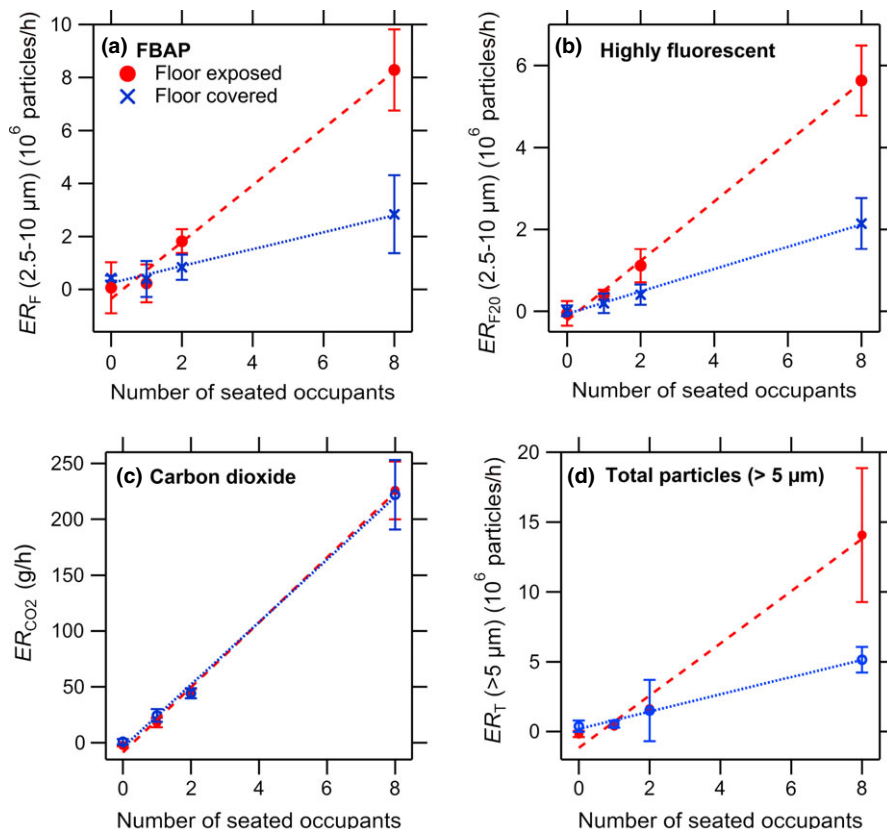 (a) FBAP
Floor exposed
Floor covered
ER_F (2.5-10 µm) (10^6 particles/h)
10
8
6
4
2
0
0 2 4 6 8
Number of seated occupants
(b) Highly fluorescent
ER_F20 (2.5-10 µm) (10^6 particles/h)
6
4
2
0
0 2 4 6 8
Number of seated occupants
(c) Carbon dioxide
ER_CO2 (g/h)
250
200
150
100
50
0
0 2 4 6 8
Number of seated occupants
(d) Total particles (> 5 µm)
ER_T (>5 µm) (10^6 particles/h)
20
15
10
5
0
0 2 4 6 8
Number of seated occupants